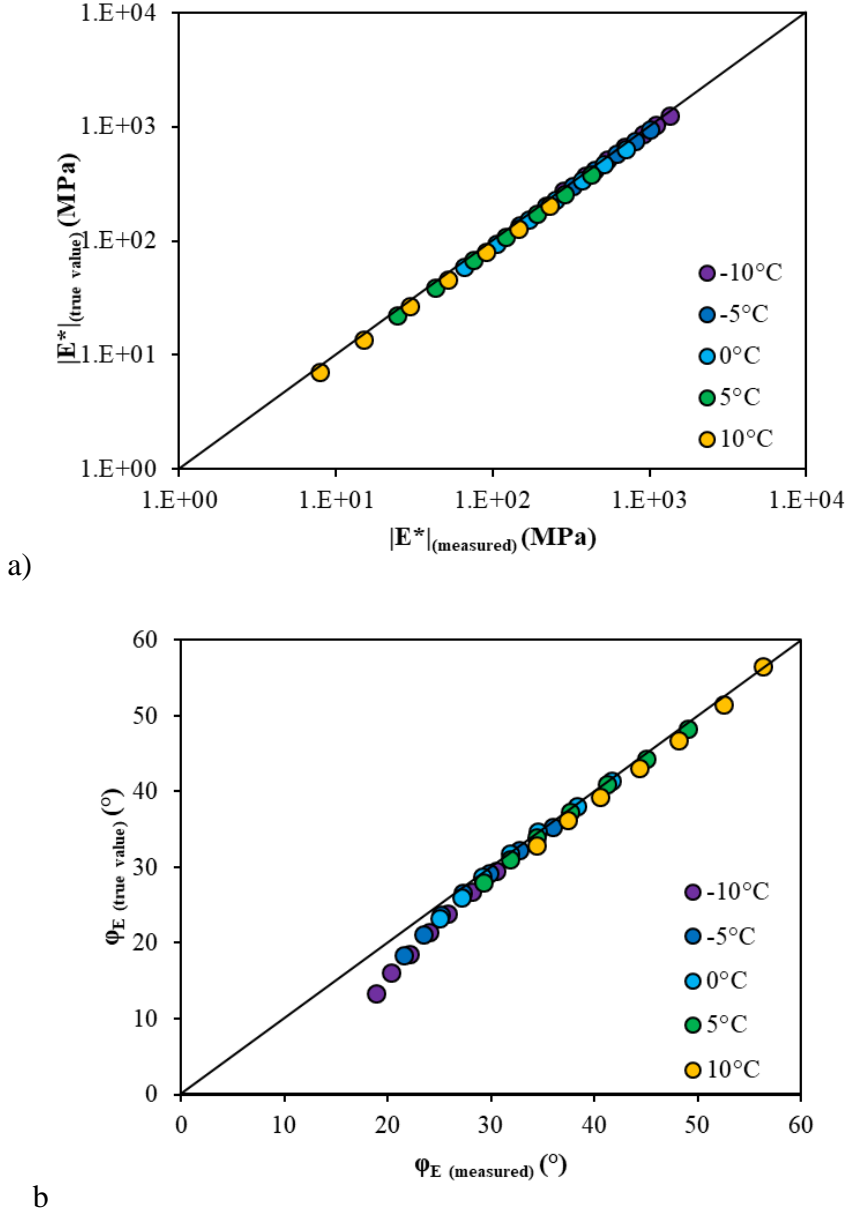 1.E+04
1.E+03
1.E+02
1.E+01
1.E+00
|E*|(true value) (MPa)
-10°C
-5°C
0°C
5°C
10°C
1.E+00 1.E+01 1.E+02 1.E+03 1.E+04
|E*|(measured) (MPa)
a)
60
50
40
30
20
10
0
φE (true value) (°)
-10°C
-5°C
0°C
5°C
10°C
0 10 20 30 40 50 60
φE (measured) (°)
b